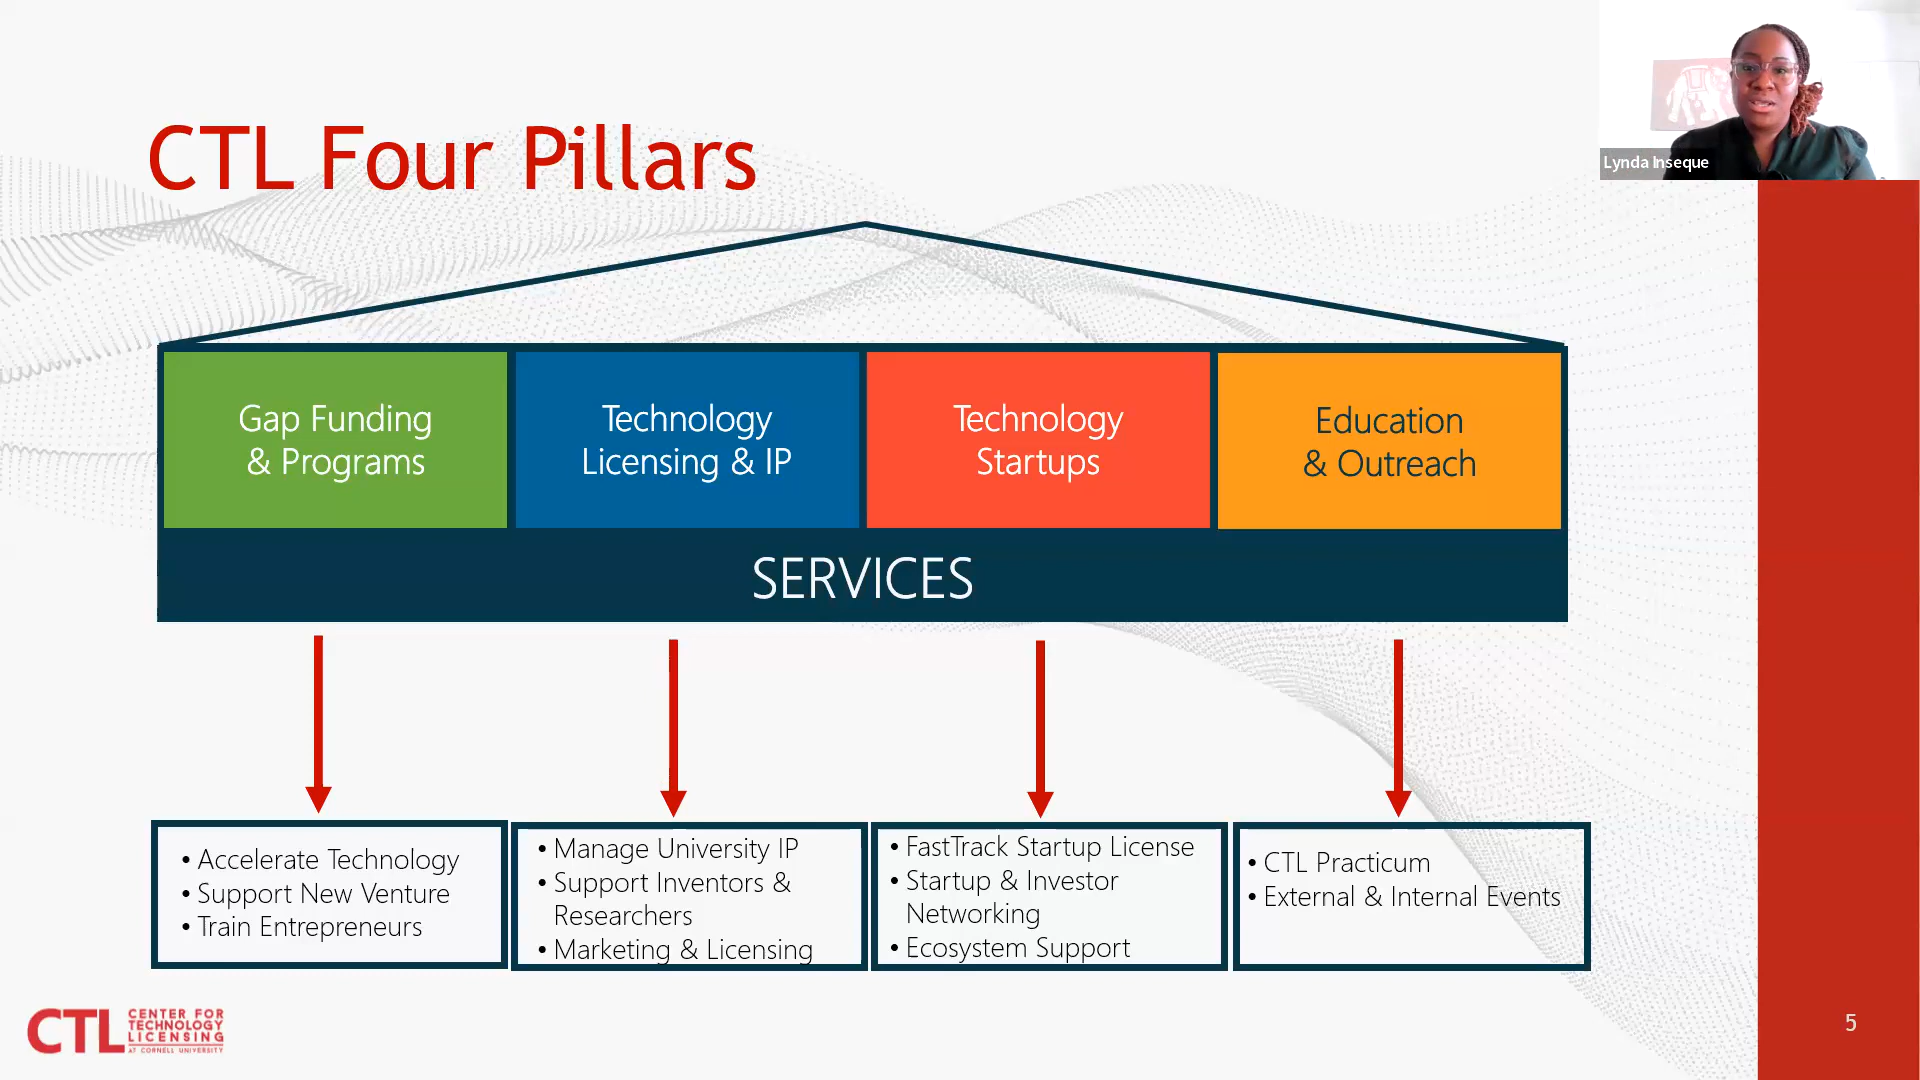 Lynda Inseque
CTL Four Pillars
Gap Funding
& Programs
Technology
Licensing & IP
Technology
Startups
Education
& Outreach
SERVICES
• Accelerate Technology
• Support New Venture
• Train Entrepreneurs
• Manage University IP
• Support Inventors &
Researchers
• Marketing & Licensing
• FastTrack Startup License
• Startup & Investor
Networking
• Ecosystem Support
• CTL Practicum
• External & Internal Events
CTL
CENTER FOR
TECHNOLOGY
LICENSING
AT CORNELL UNIVERSITY
5